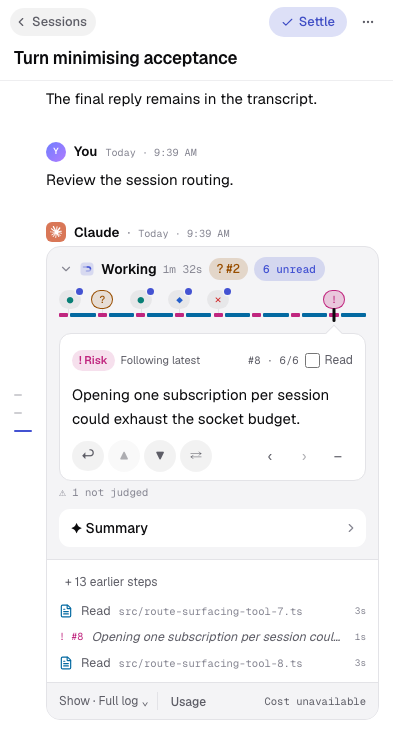 Sessions
Settle
Turn minimising acceptance
The final reply remains in the transcript.
Y You Today · 9:39 AM
Review the session routing.
Claude · Today · 9:39 AM
Working 1m 32s ? #2 6 unread
? ◆ × !
! Risk Following latest #8 · 6/6 Read
Opening one subscription per session
could exhaust the socket budget.
↩ ▲ ▼ ⇄ ‹ › −
⚠ 1 not judged
✦ Summary
+ 13 earlier steps
Read src/route-surfacing-tool-7.ts 3s
! #8 Opening one subscription per session coul… 1s
Read src/route-surfacing-tool-8.ts 3s
Show · Full log ⌄ Usage Cost unavailable